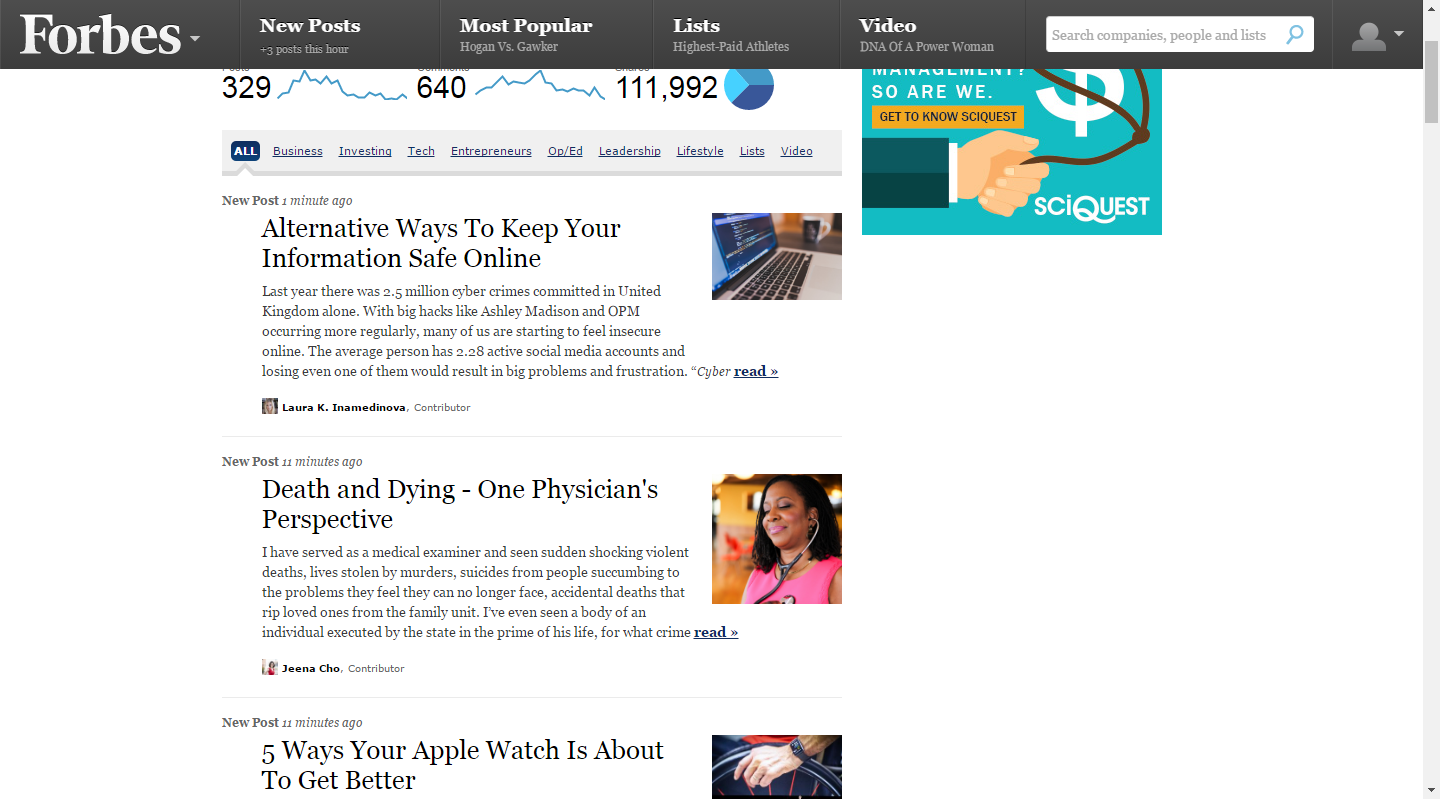 Forbes
New Posts
+3 posts this hour
Most Popular
Hogan Vs. Gawker
Lists
Highest-Paid Athletes
Video
DNA Of A Power Woman
Search companies, people and lists
329
640
111,992
MANAGEMENT?
SO ARE WE.
GET TO KNOW SCIQUEST
SCIQUEST
ALL Business Investing Tech Entrepreneurs Op/Ed Leadership Lifestyle Lists Video
New Post 1 minute ago
Alternative Ways To Keep Your
Information Safe Online
Last year there was 2.5 million cyber crimes committed in United
Kingdom alone. With big hacks like Ashley Madison and OPM
occurring more regularly, many of us are starting to feel insecure
online. The average person has 2.28 active social media accounts and
losing even one of them would result in big problems and frustration. “Cyber read »
Laura K. Inamedinova, Contributor
New Post 11 minutes ago
Death and Dying - One Physician's
Perspective
I have served as a medical examiner and seen sudden shocking violent
deaths, lives stolen by murders, suicides from people succumbing to
the problems they feel they can no longer face, accidental deaths that
rip loved ones from the family unit. I’ve even seen a body of an
individual executed by the state in the prime of his life, for what crime read »
Jeena Cho, Contributor
New Post 11 minutes ago
5 Ways Your Apple Watch Is About
To Get Better